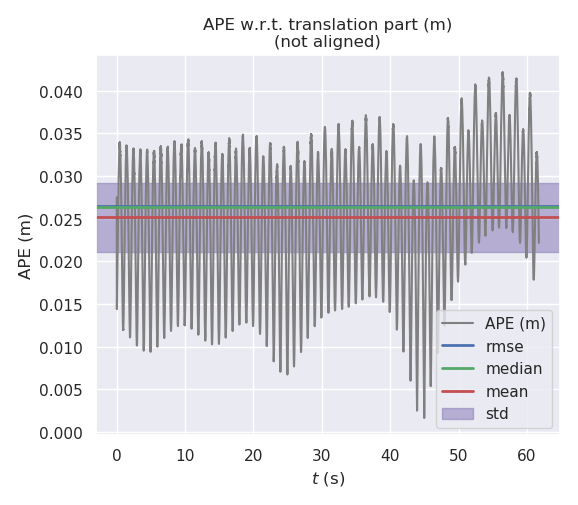 APE w.r.t. translation part (m)
(not aligned)
APE (m)
0.040
0.035
0.030
0.025
0.020
0.015
0.010
0.005
0.000
APE (m)
rmse
median
mean
std
0 10 20 30 40 50 60
t (s)